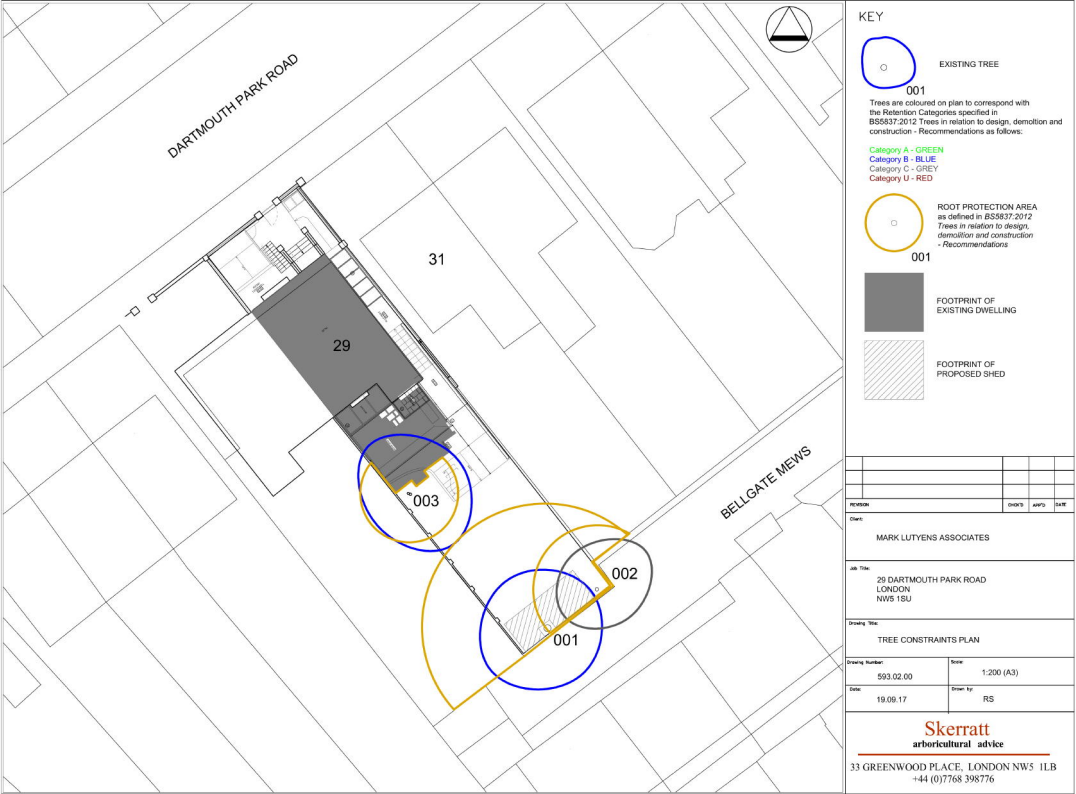 DARTMOUTH PARK ROAD
31
29
003
BELLGATE MEWS
002
001
KEY
EXISTING TREE
001
Trees are coloured on plan to correspond with
the Retention Categories specified in
BS5837:2012 Trees in relation to design, demoltion and
construction - Recommendations as follows:
Category A - GREEN
Category B - BLUE
Category C - GREY
Category U - RED
ROOT PROTECTION AREA
as defined in BS5837:2012
Trees in relation to design,
demolition and construction
- Recommendations
001
FOOTPRINT OF
EXISTING DWELLING
FOOTPRINT OF
PROPOSED SHED
REVISION CHCK'D APP'D DATE
Client:
MARK LUTYENS ASSOCIATES
Job Title:
29 DARTMOUTH PARK ROAD
LONDON
NW5 1SU
Drawing Title:
TREE CONSTRAINTS PLAN
Drawing Number: Scale:
593.02.00 1:200 (A3)
Date: Drawn by:
19.09.17 RS
Skerratt
arboricultural advice
33 GREENWOOD PLACE, LONDON NW5 1LB
+44 (0)7768 398776